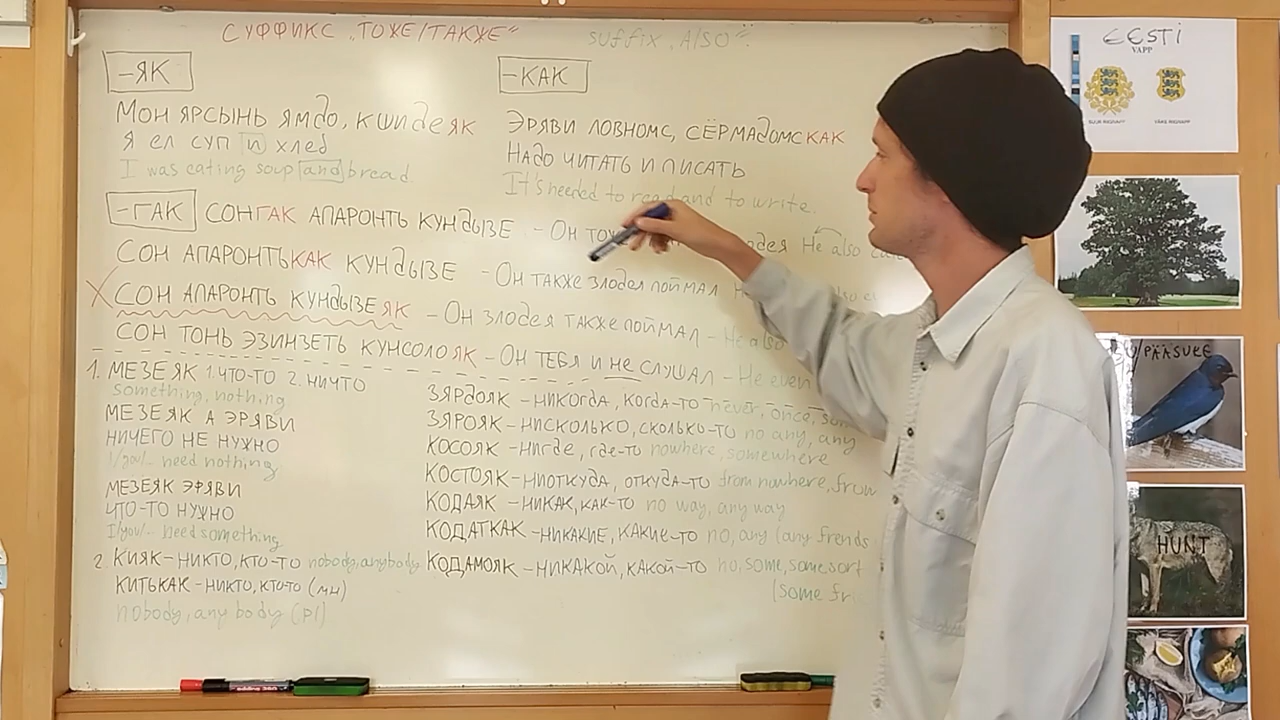 СУФФИКС „ТОЖЕ/ТАКЖЕ“ suffix „ALSO“.
-ЯК
МОН ЯРСЫНЬ ЯМДО, КШИДЕЯК
Я ЕЛ СУП И ХЛЕБ
I was eating soup and bread.
-КАК
ЭРЯВИ ЛОВНОМС, СЁРМАДОМСКАК
НАДО ЧИТАТЬ И ПИСАТЬ
It's needed to read and to write.
-ГАК СОНГАК АПАРОНТЬ КУНДЫЗЕ - ОН He also
СОН АПАРОНТЬКАК КУНДЫЗЕ - ОН ТАКЖЕ ЗЛОДЕЯ ПОЙМАЛ
X СОН АПАРОНТЬ КУНДЫЗЕЯК - ОН ЗЛОДЕЯ ТАКЖЕ ПОЙМАЛ - He also
СОН ТОНЬ ЭЗИНЗЕТЬ КУНСОЛОЯК - ОН ТЕБЯ И НЕ СЛУШАЛ - He even
1. МЕЗЕЯК 1. ЧТО-ТО 2. НИЧТО
something, nothing
МЕЗЕЯК А ЭРЯВИ
НИЧЕГО НЕ НУЖНО
I/you/... need nothing
МЕЗЕЯК ЭРЯВИ
ЧТО-ТО НУЖНО
I/you/... need something
2. КИЯК - НИКТО, КТО-ТО nobody, anybody
КИТЬКАК - НИКТО, КТО-ТО (МН)
nobody, any body (pl)
ЗЯРДОЯК - НИКОГДА, КОГДА-ТО never, once,
ЗЯРОЯК - НИСКОЛЬКО, СКОЛЬКО-ТО no any, any
КОСОЯК - НИГДЕ, ГДЕ-ТО nowhere, somewhere
КОСТОЯК - НИОТКУДА, ОТКУДА-ТО from nowhere, from
КОДАЯК - НИКАК, КАК-ТО no way, any way
КОДАТКАК - НИКАКИЕ, КАКИЕ-ТО no, any (any frends
КОДАМОЯК - НИКАКОЙ, КАКОЙ-ТО no, some, somesort
(some fr
EESTI
VAPP
PÄÄSUKE
HUNT